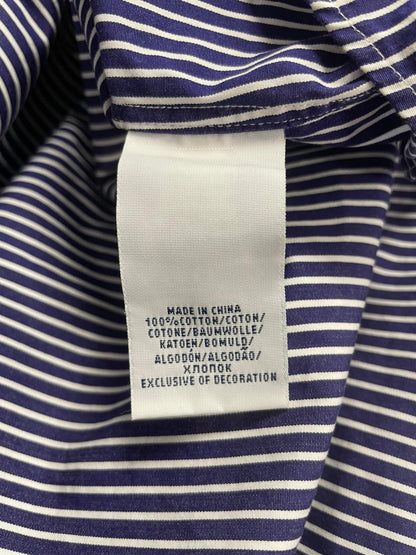 MADE IN CHINA
100%COTTON/COTON/
COTONE/BAUMWOLLE/
KATOEN/BOMULD/
ALGODÓN/ALGODÃO/
ХЛОПОК
EXCLUSIVE OF DECORATION